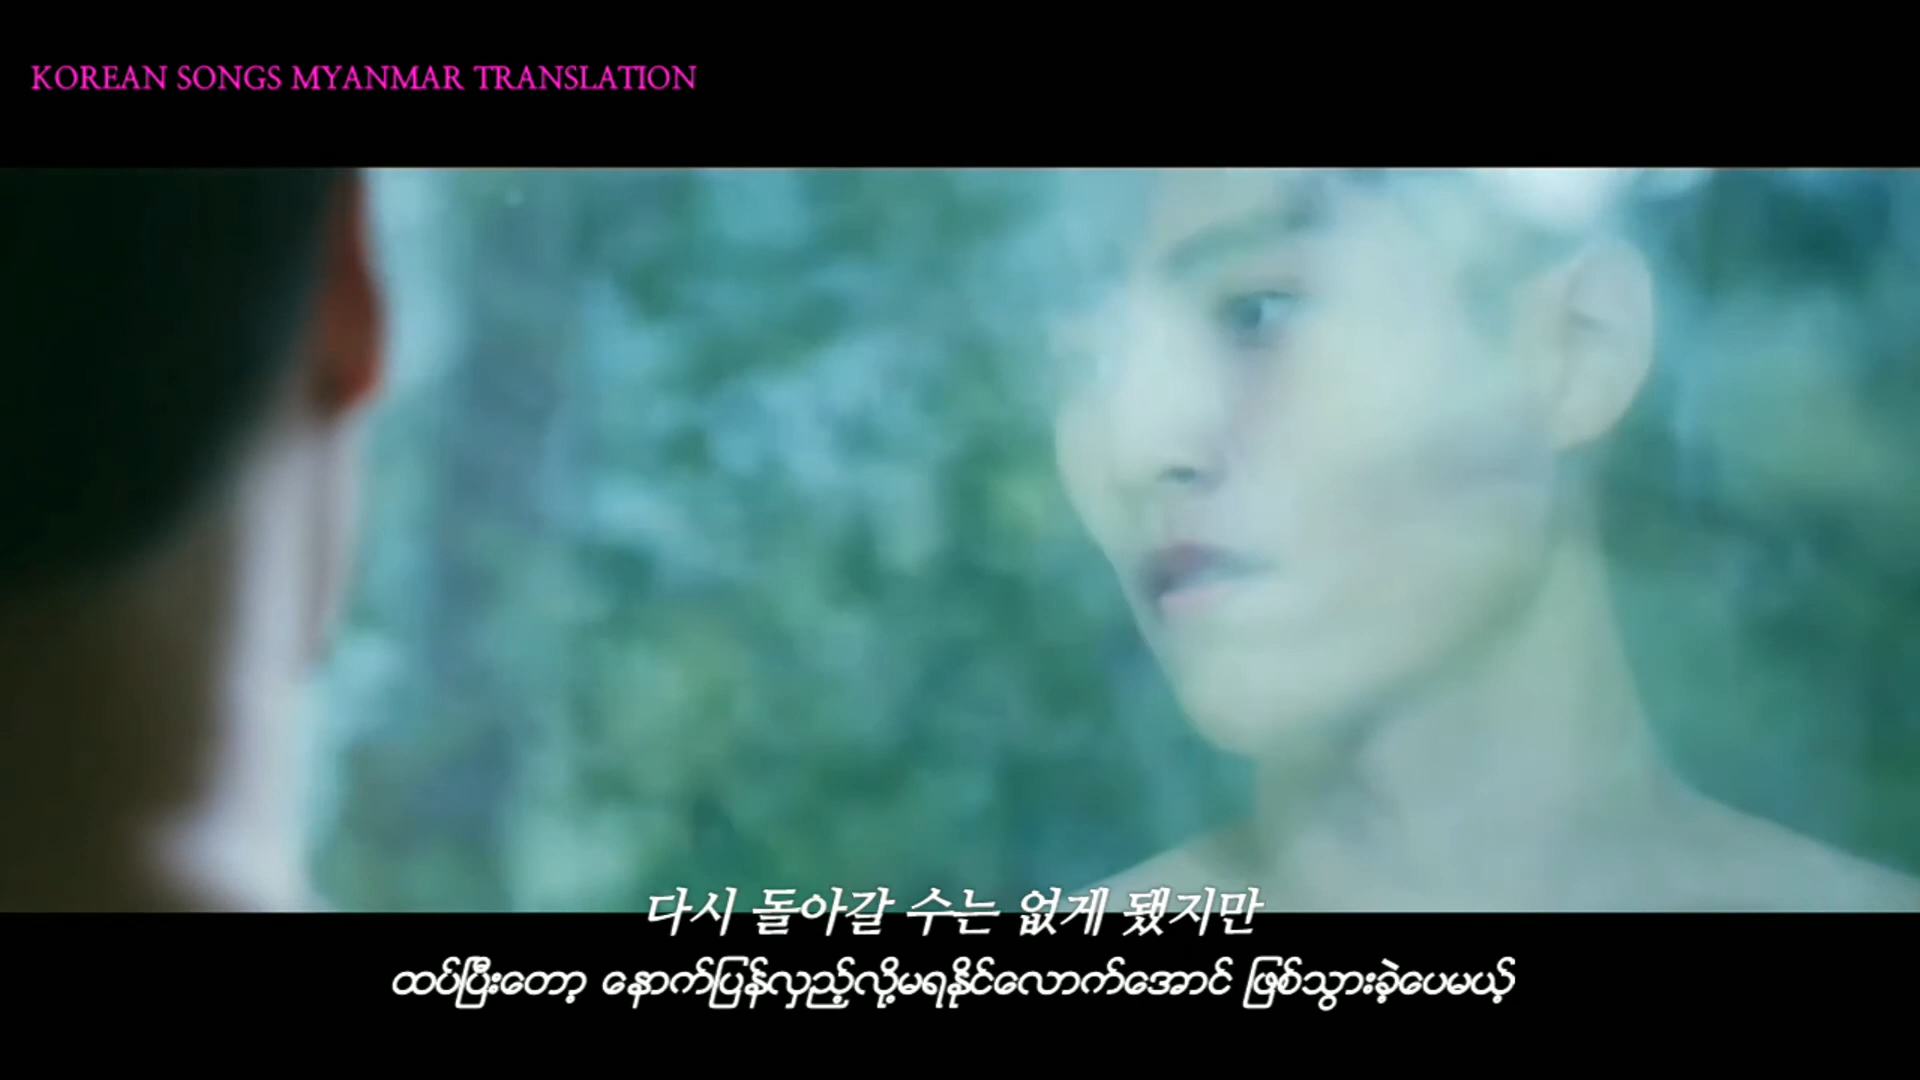 KOREAN SONGS MYANMAR TRANSLATION
다시 돌아갈 수는 없게 됐지만
ထပ်ပြီးတော့ နောက်ပြန်လှည့်လို့မရနိုင်လောက်အောင် ဖြစ်သွားခဲ့ပေမယ့်